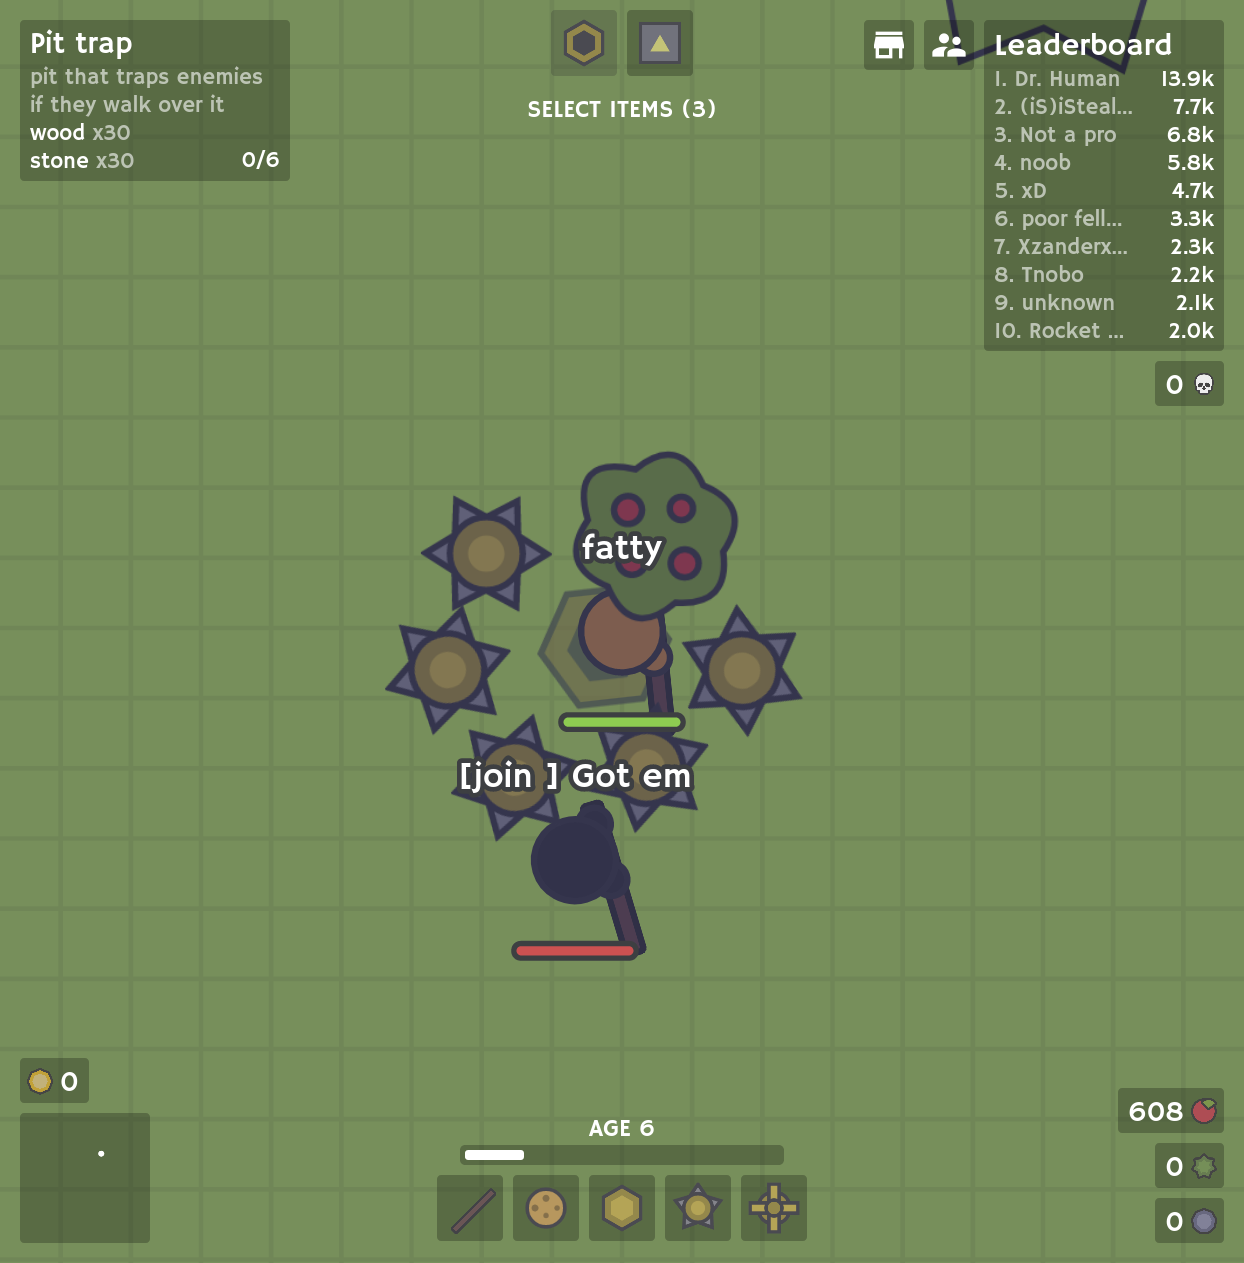 Pit trap
pit that traps enemies
if they walk over it
wood x30
stone x30 0/6
SELECT ITEMS (3)
Leaderboard
1. Dr. Human 13.9k
2. (iS)iSteal... 7.7k
3. Not a pro 6.8k
4. noob 5.8k
5. xD 4.7k
6. poor fell... 3.3k
7. Xzanderx... 2.3k
8. Tnobo 2.2k
9. unknown 2.1k
10. Rocket ... 2.0k
0
fatty
[join ] Got em
0
AGE 6
608
0
0